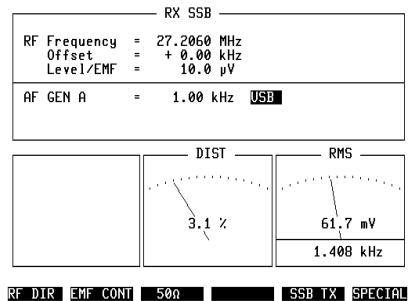 RX SSB
RF Frequency = 27.2060 MHz
Offset = + 0.00 kHz
Level/EMF = 10.0 µV
AF GEN A = 1.00 kHz USB
DIST
RMS
3.1 %
61.7 mV
1.408 kHz
RF DIR EMF CONT 50Ω SSB TX SPECIAL